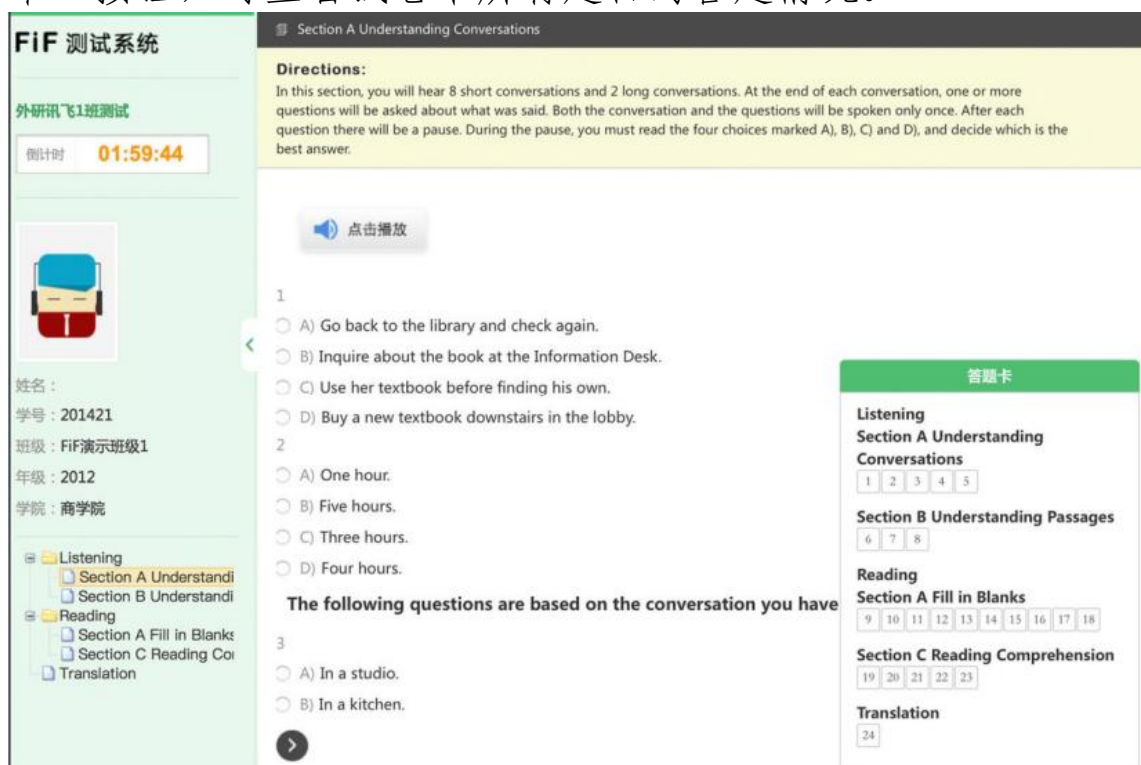 FiF 测试系统
外研讯飞1班测试
倒计时 01:59:44
姓名：
学号：201421
班级：FiF演示班级1
年级：2012
学院：商学院
Listening
Section A Understandi
Section B Understandi
Reading
Section A Fill in Blanks
Section C Reading Co
Translation
Section A Understanding Conversations
Directions:
In this section, you will hear 8 short conversations and 2 long conversations. At the end of each conversation, one or more
questions will be asked about what was said. Both the conversation and the questions will be spoken only once. After each
question there will be a pause. During the pause, you must read the four choices marked A), B), C) and D), and decide which is the
best answer.
点击播放
1
A) Go back to the library and check again.
B) Inquire about the book at the Information Desk.
C) Use her textbook before finding his own.
D) Buy a new textbook downstairs in the lobby.
2
A) One hour.
B) Five hours.
C) Three hours.
D) Four hours.
The following questions are based on the conversation you have
3
A) In a studio.
B) In a kitchen.
答题卡
Listening
Section A Understanding
Conversations
1 2 3 4 5
Section B Understanding Passages
6 7 8
Reading
Section A Fill in Blanks
9 10 11 12 13 14 15 16 17 18
Section C Reading Comprehension
19 20 21 22 23
Translation
24